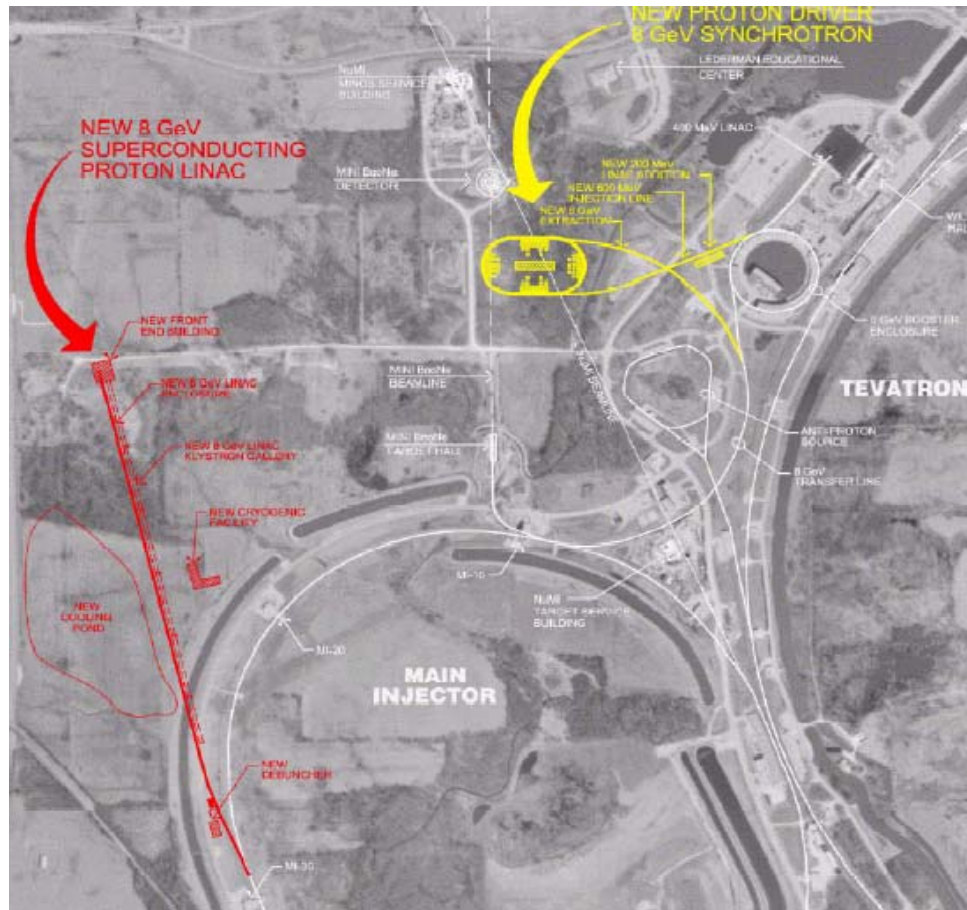 NEW PROTON DRIVER
8 GeV SYNCHROTRON
LEDERMAN EDUCATIONAL
CENTER
NuMI
MINOS SERVICE
BUILDING
NEW 8 GeV
SUPERCONDUCTING
PROTON LINAC
400 MeV LINAC
MINI BooNe
DETECTOR
NEW 200 MeV
LINAC ADDITION
NEW 600 MeV
INJECTION LINE
NEW 8 GeV
EXTRACTION
8 GeV BOOSTER
ENCLOSURE
NEW FRONT
END BUILDING
NuMI BEAMLINE
MINI BooNe
BEAMLINE
NEW 8 GeV LINAC
ENCLOSURE
TEVATRON
ANTI-PROTON
SOURCE
MINI BooNe
TARGET HALL
NEW 8 GeV LINAC
KLYSTRON GALLERY
8 GeV
TRANSFER LINE
NEW CRYOGENIC
FACILITY
MI-10
NuMI
TARGET SERVICE
BUILDING
NEW
COOLING
POND
MI-20
MAIN
INJECTOR
NEW
DEBUNCHER
MI-30